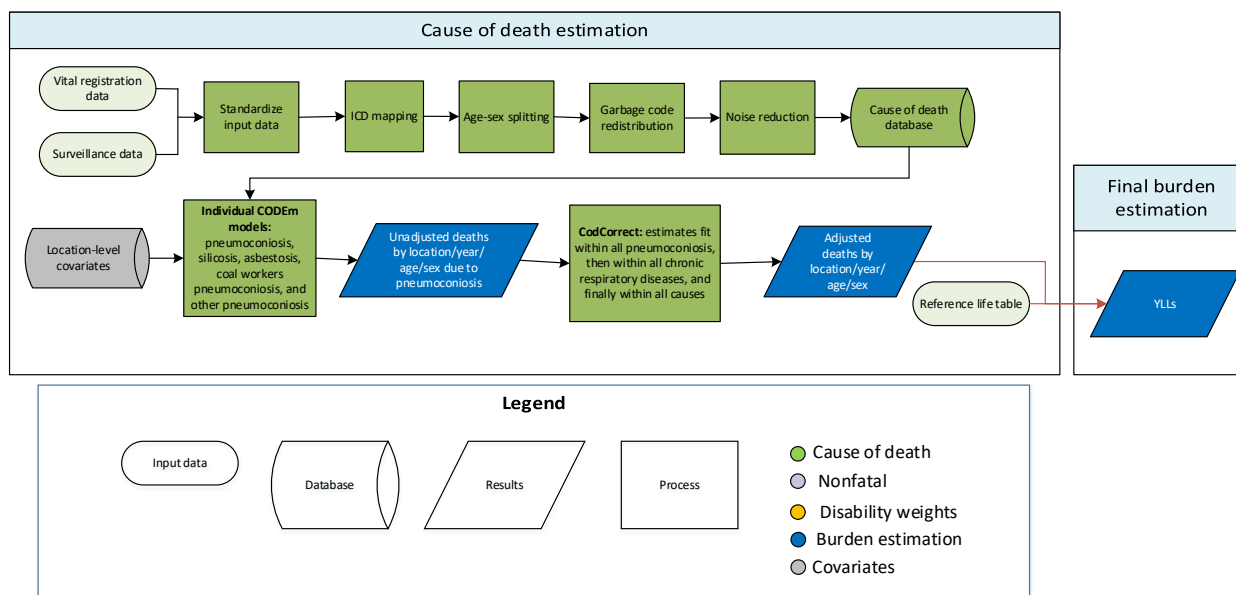 Cause of death estimation
Vital registration
data
Surveillance data
Standardize
input data
ICD mapping
Age-sex splitting
Garbage code
redistribution
Noise reduction
Cause of death
database
Location-level
covariates
Individual CODEm
models:
pneumoconiosis,
silicosis, asbestosis,
coal workers
pneumoconiosis, and
other pneumoconiosis
Unadjusted deaths
by location/year/
age/sex due to
pneumoconiosis
CodCorrect: estimates fit
within all pneumoconiosis,
then within all chronic
respiratory diseases, and
finally within all causes
Adjusted
deaths by
location/year/
age/sex
Reference life table
Final burden
estimation
YLLs
Legend
Input data
Database
Results
Process
Cause of death
Nonfatal
Disability weights
Burden estimation
Covariates